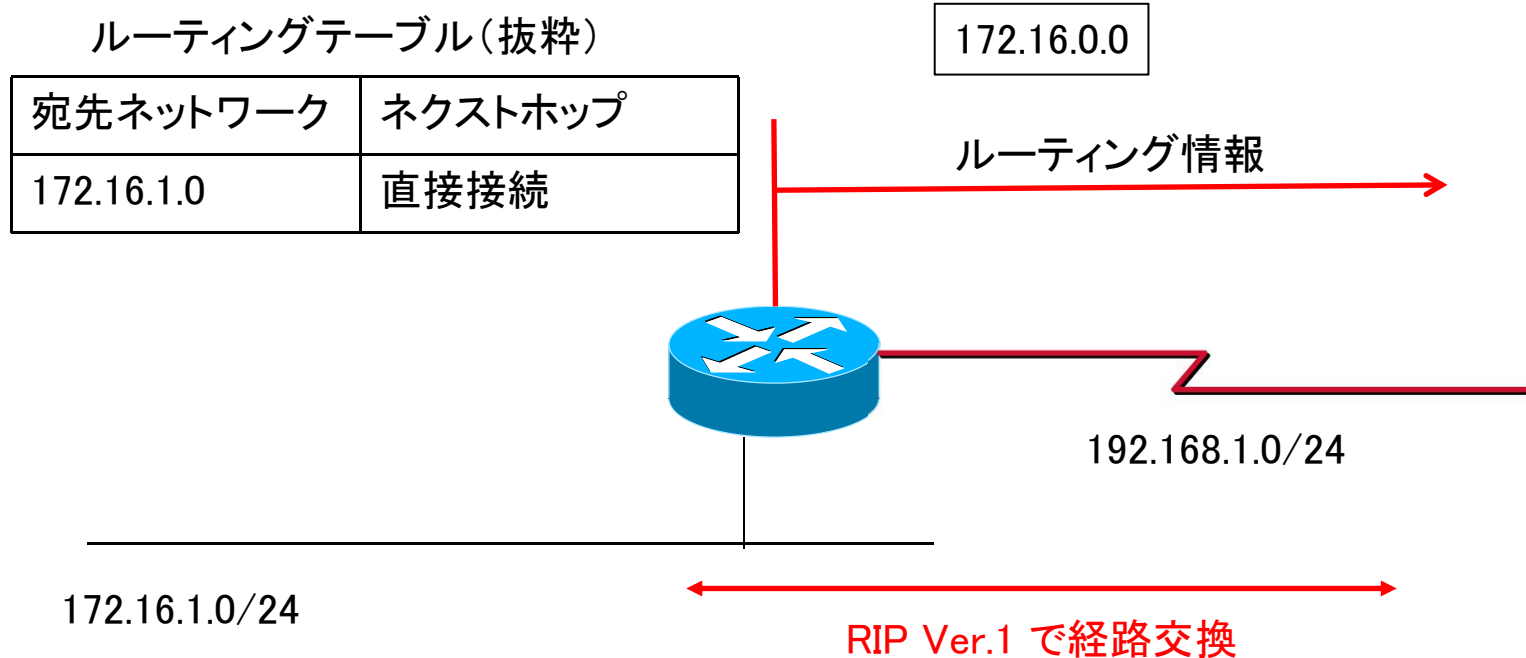 ルーティングテーブル(抜粋)
172.16.0.0
宛先ネットワーク ネクストホップ
172.16.1.0 直接接続
ルーティング情報
192.168.1.0/24
172.16.1.0/24
RIP Ver.1 で経路交換